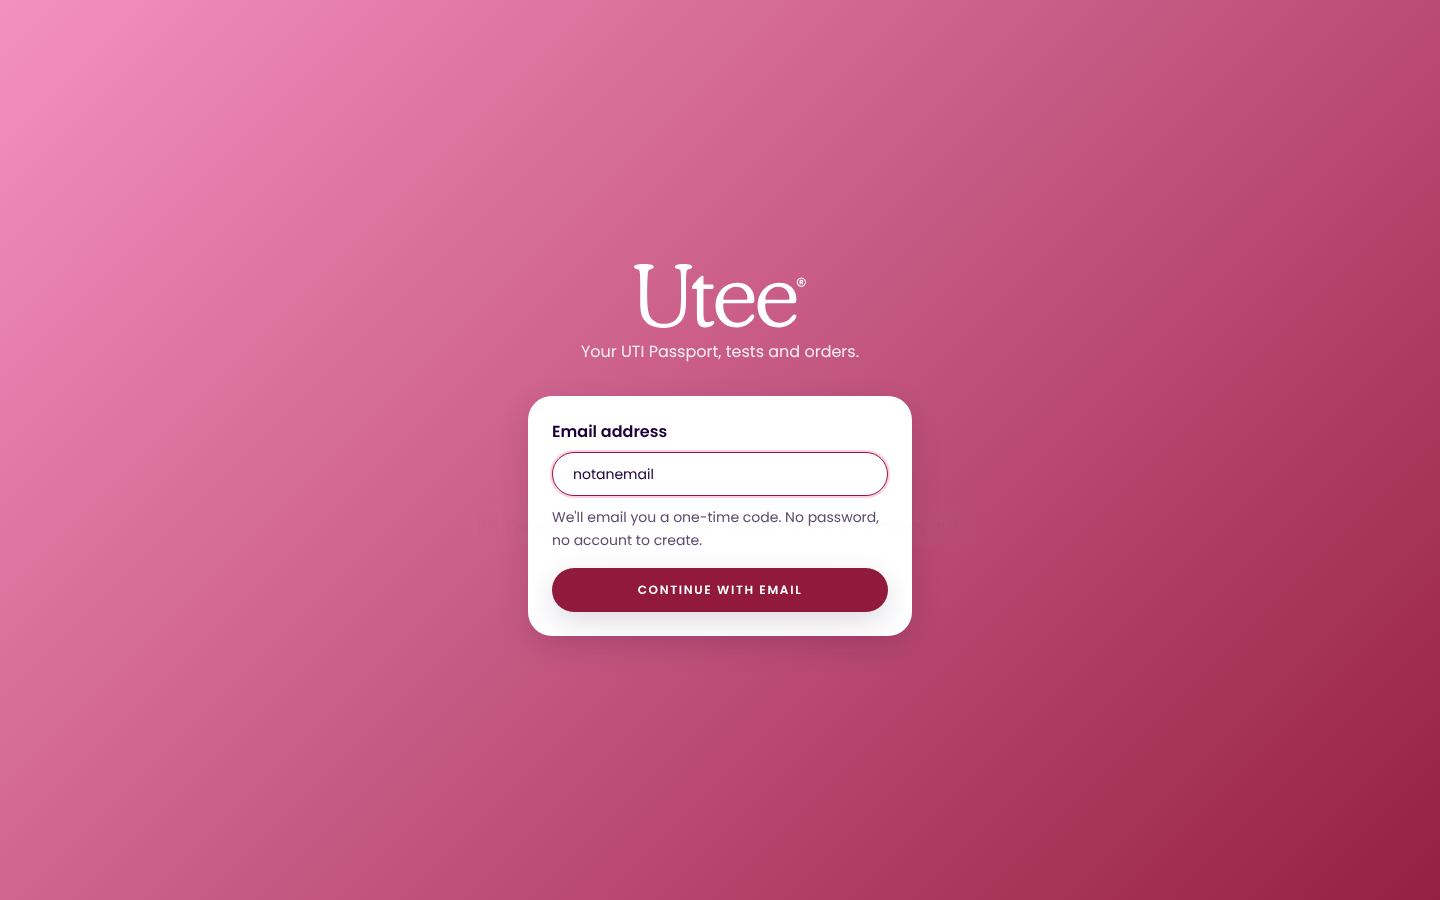 Utee®
Your UTI Passport, tests and orders.
Email address
notanemail
We'll email you a one-time code. No password,
no account to create.
CONTINUE WITH EMAIL